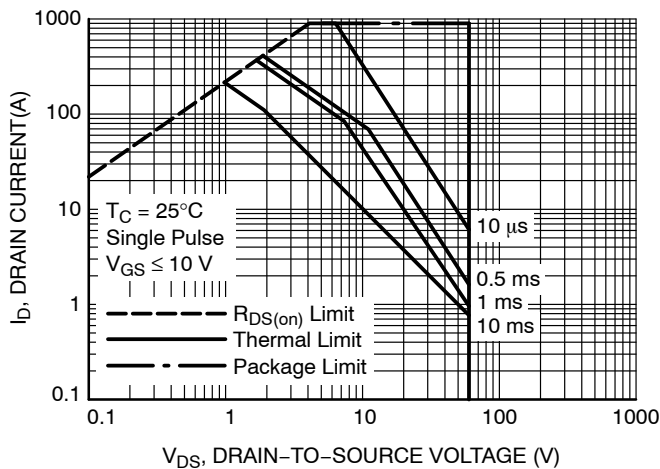 1000
100
10
1
0.1
I_D, DRAIN CURRENT(A)
T_C = 25°C
Single Pulse
V_GS ≤ 10 V
R_DS(on) Limit
Thermal Limit
Package Limit
10 μs
0.5 ms
1 ms
10 ms
0.1 1 10 100 1000
V_DS, DRAIN−TO−SOURCE VOLTAGE (V)